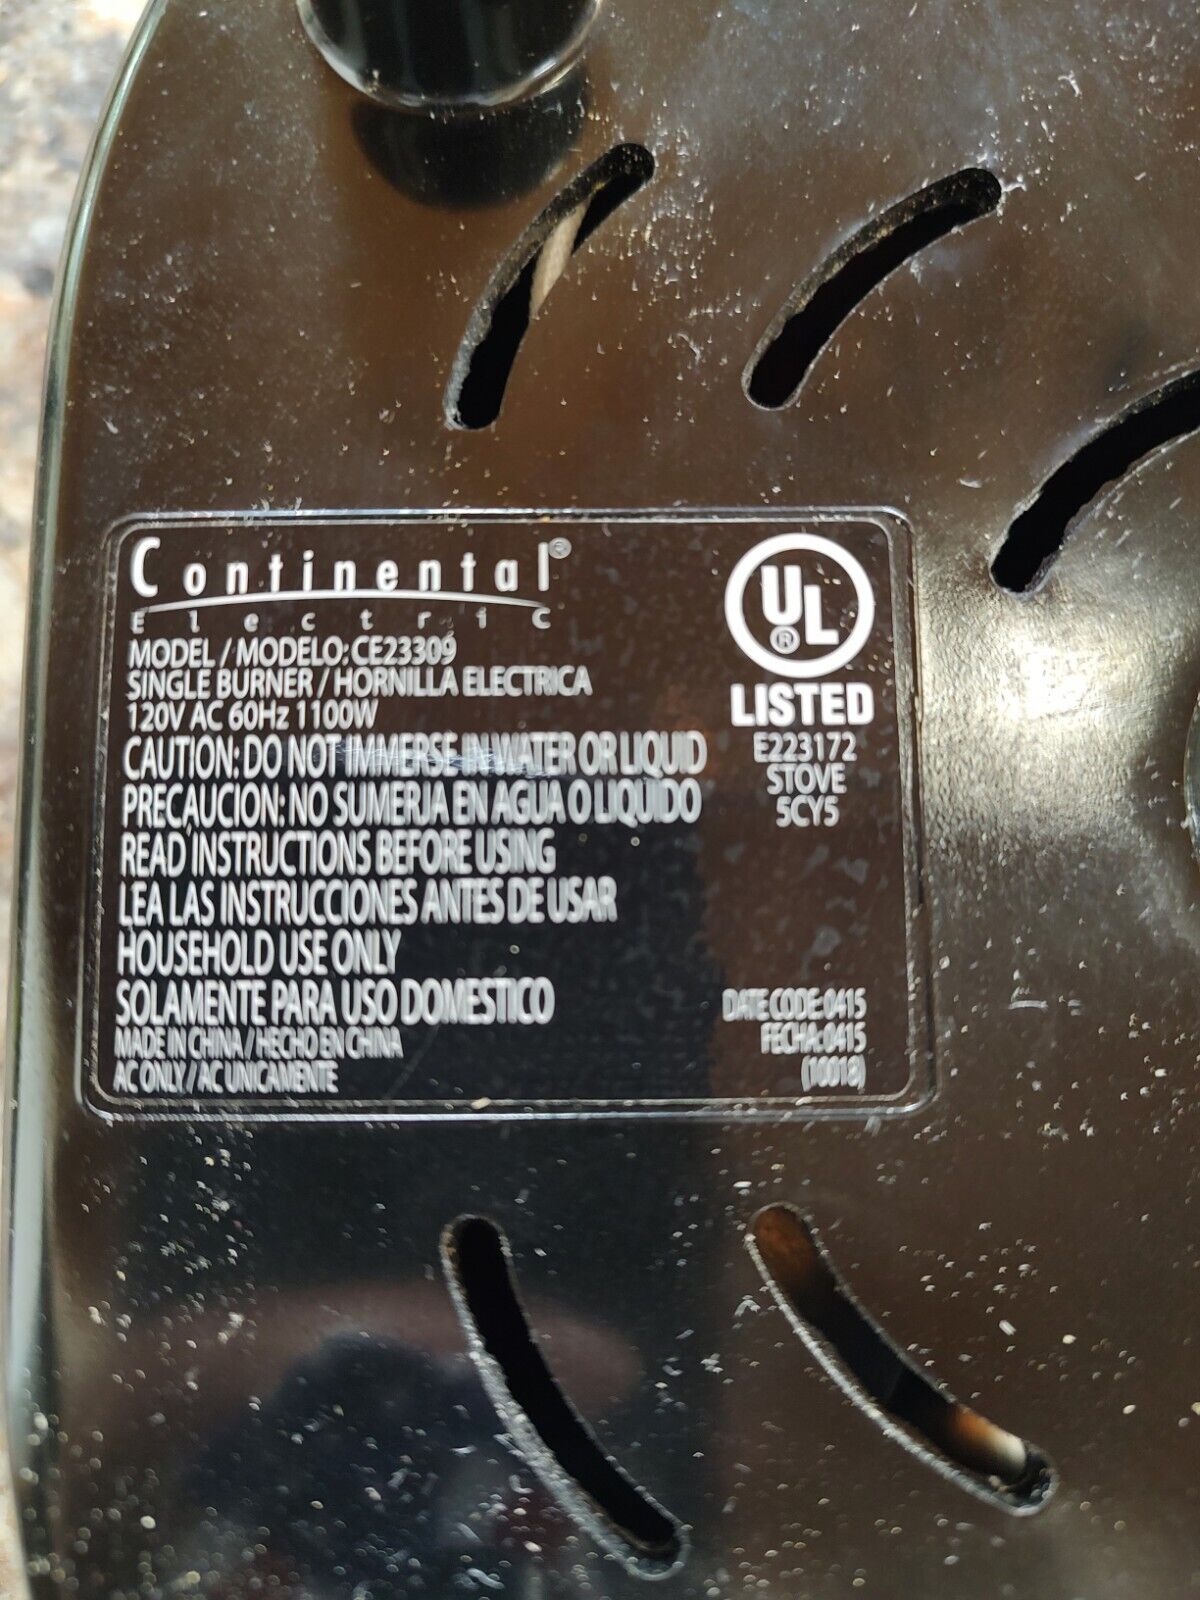 Continental®
Electric
MODEL / MODELO: CE23309
SINGLE BURNER / HORNILLA ELECTRICA
120V AC 60Hz 1100W
CAUTION: DO NOT IMMERSE IN WATER OR LIQUID
PRECAUCION: NO SUMERJA EN AGUA O LIQUIDO
READ INSTRUCTIONS BEFORE USING
LEA LAS INSTRUCCIONES ANTES DE USAR
HOUSEHOLD USE ONLY
SOLAMENTE PARA USO DOMESTICO
MADE IN CHINA / HECHO EN CHINA
AC ONLY / AC UNICAMENTE
UL®
LISTED
E223172
STOVE
5CY5
DATE CODE:0415
FECHA:0415
(10018)